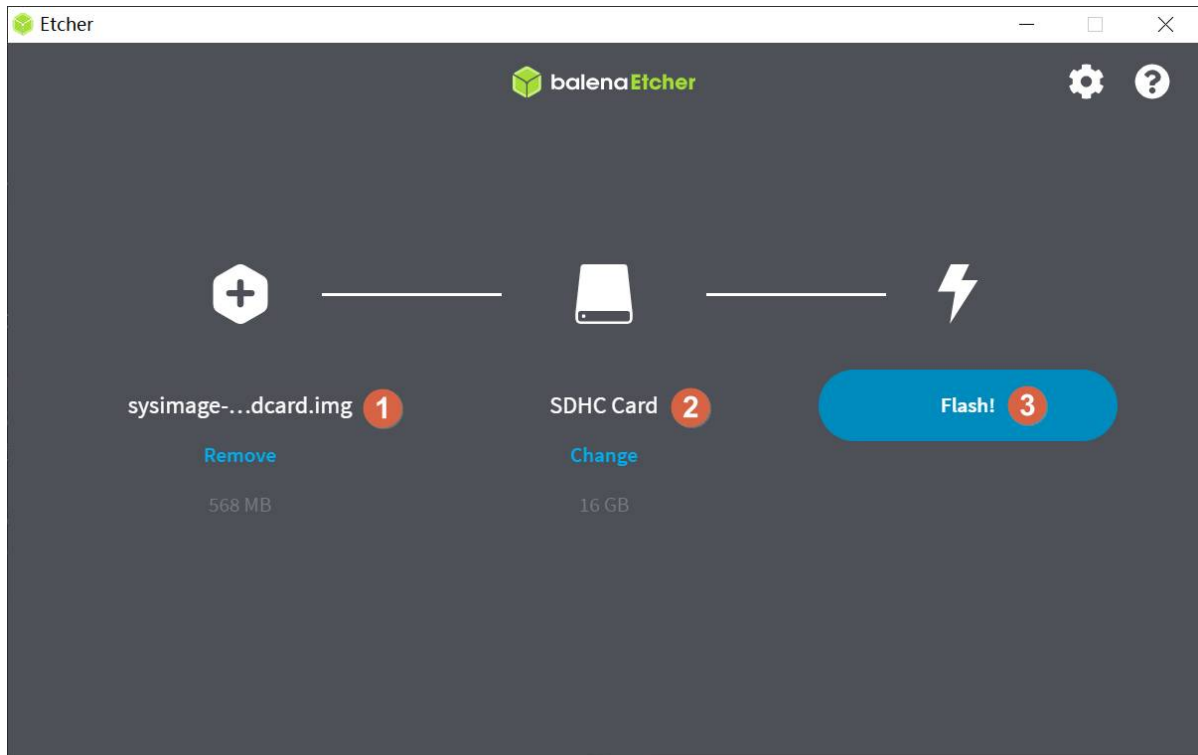 Etcher
balenaEtcher
sysimage-...dcard.img 1
SDHC Card 2
Flash! 3
Remove
Change
568 MB
16 GB